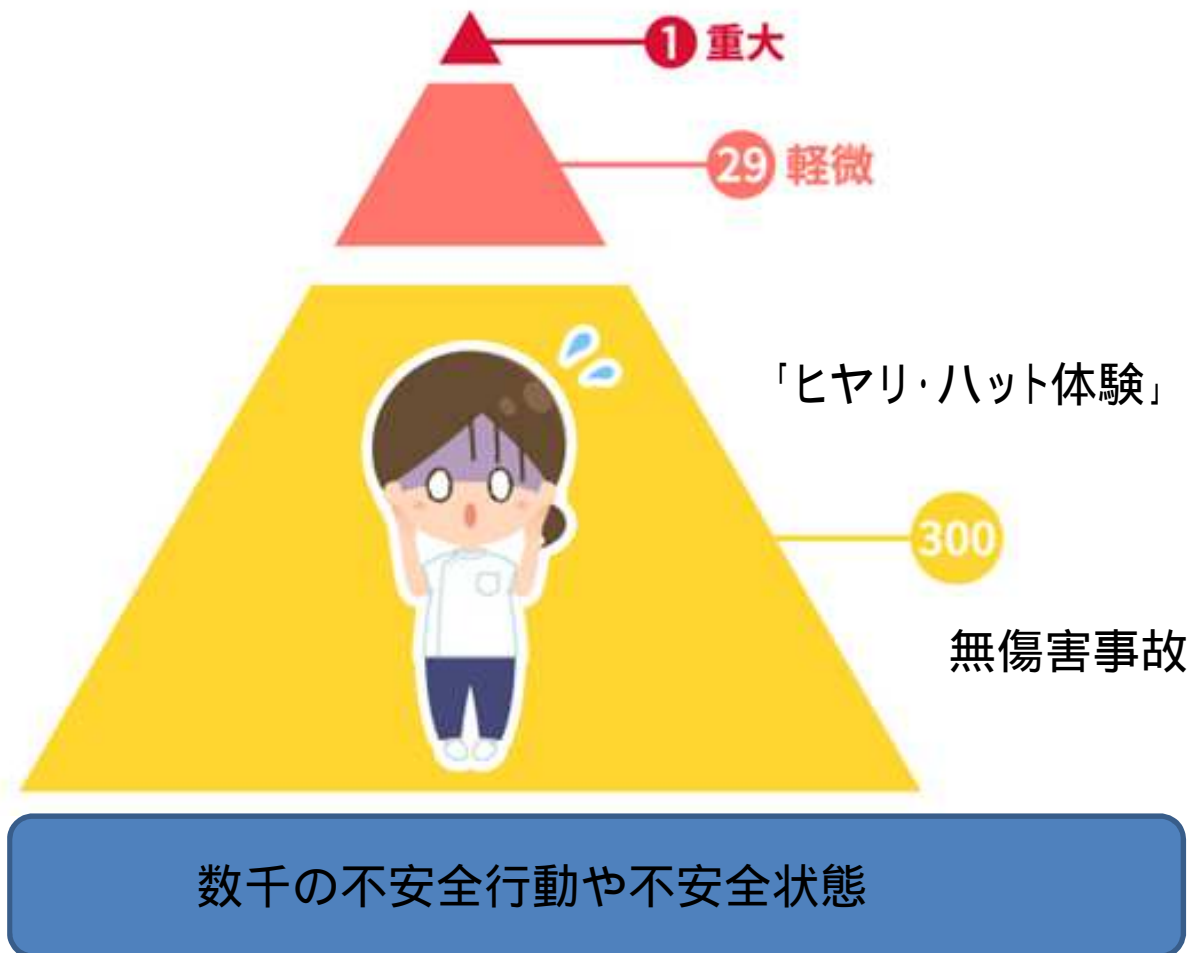 1 重大
29 軽微
「ヒヤリ・ハット体験」
300
無傷害事故
数千の不安全行動や不安全状態